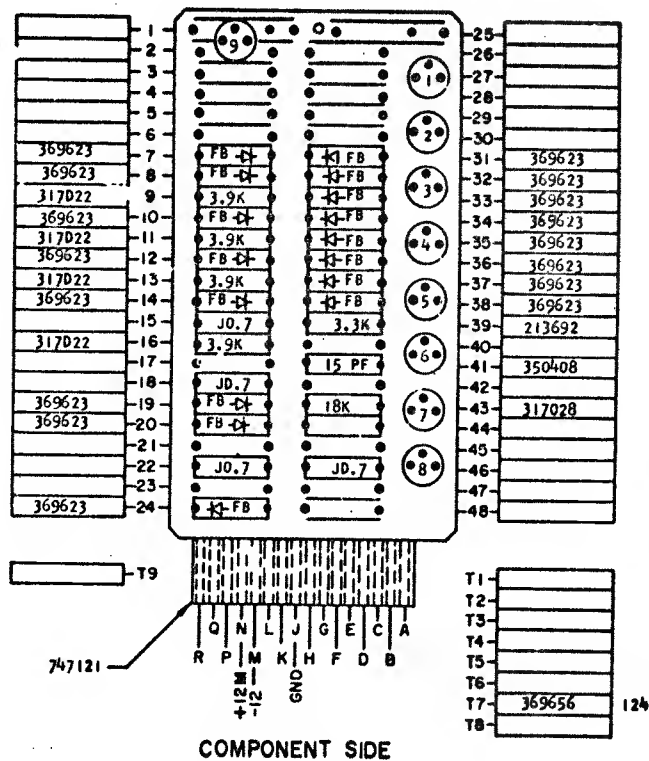 1 9 25
2 26
3 1 27
4 28
5 2 29
6 30
369623 7 FB FB 31 369623
369623 8 FB FB 32 369623
317D22 9 3.9K FB 3 33 369623
369623 10 FB FB 34 369623
317D22 11 3.9K FB 4 35 369623
369623 12 FB FB 36 369623
317D22 13 3.9K FB 37 369623
369623 14 FB FB 5 38 369623
15 J0.7 3.3K 39 213692
317D22 16 3.9K 6 40
17 15 PF 41 350408
18 JD.7 42
369623 19 FB 18K 7 43 317028
369623 20 FB 44
21 45
22 J0.7 JD.7 8 46
23 47
369623 24 FB 48
T9
T1
T2
T3
T4
T5
T6
T7 369656 124
T8
Q N L J G E C A
R P M K H F D B
747121
+12M
-12
GND
COMPONENT SIDE